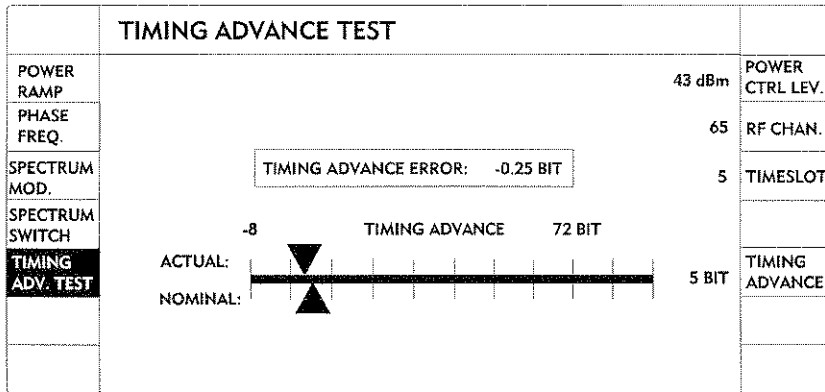 TIMING ADVANCE TEST
POWER
RAMP
43 dBm
POWER
CTRL LEV.
PHASE
FREQ.
65
RF CHAN.
SPECTRUM
MOD.
TIMING ADVANCE ERROR: -0.25 BIT
5
TIMESLOT
SPECTRUM
SWITCH
-8 TIMING ADVANCE 72 BIT
TIMING
ADV. TEST
ACTUAL:
NOMINAL:
5 BIT
TIMING
ADVANCE